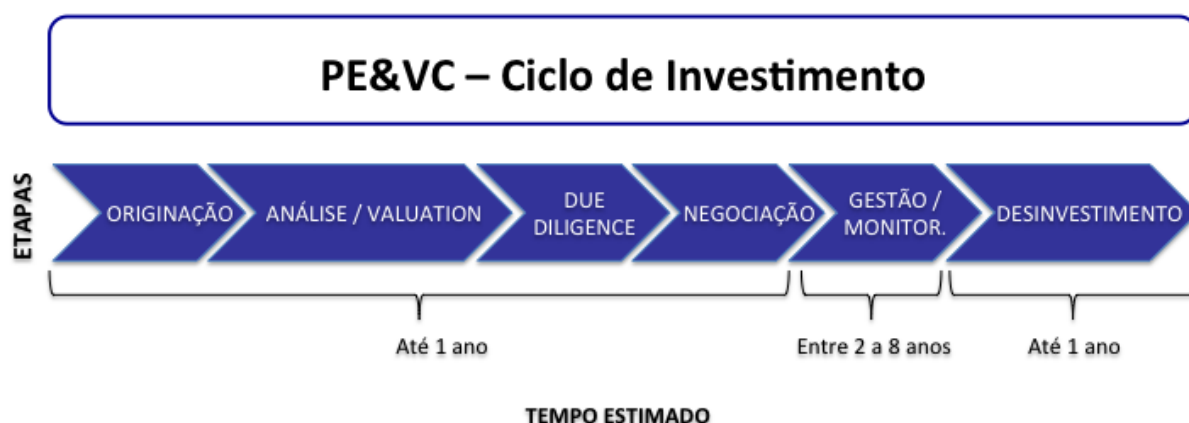 PE&VC – Ciclo de Investimento
ETAPAS
ORIGINAÇÃO
ANÁLISE / VALUATION
DUE
DILIGENCE
NEGOCIAÇÃO
GESTÃO /
MONITOR.
DESINVESTIMENTO
Até 1 ano
Entre 2 a 8 anos
Até 1 ano
TEMPO ESTIMADO